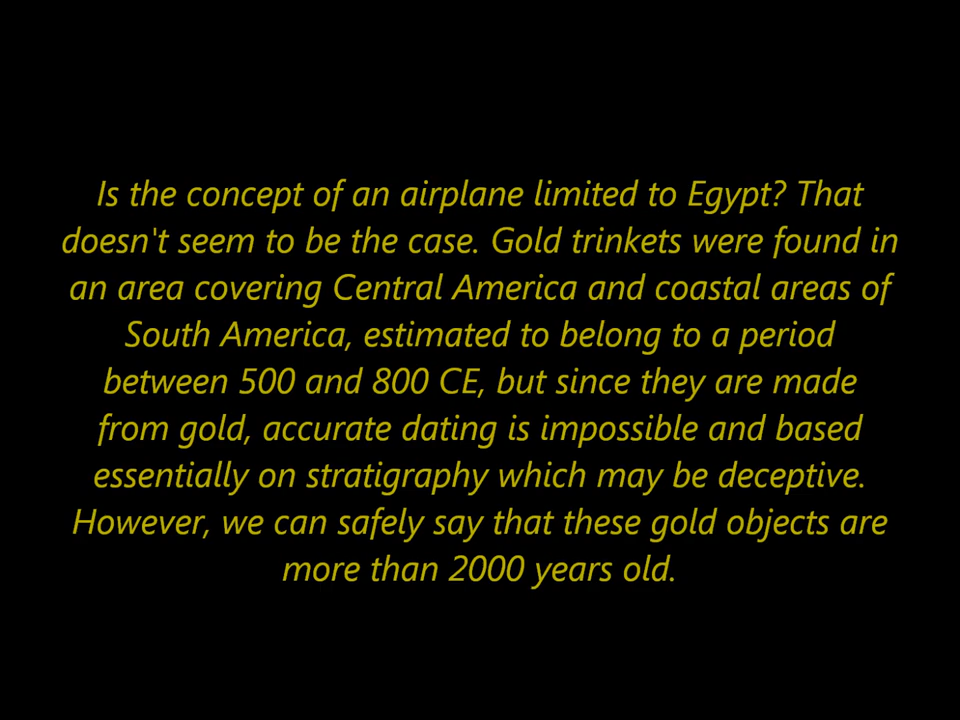 Is the concept of an airplane limited to Egypt? That
doesn't seem to be the case. Gold trinkets were found in
an area covering Central America and coastal areas of
South America, estimated to belong to a period
between 500 and 800 CE, but since they are made
from gold, accurate dating is impossible and based
essentially on stratigraphy which may be deceptive.
However, we can safely say that these gold objects are
more than 2000 years old.